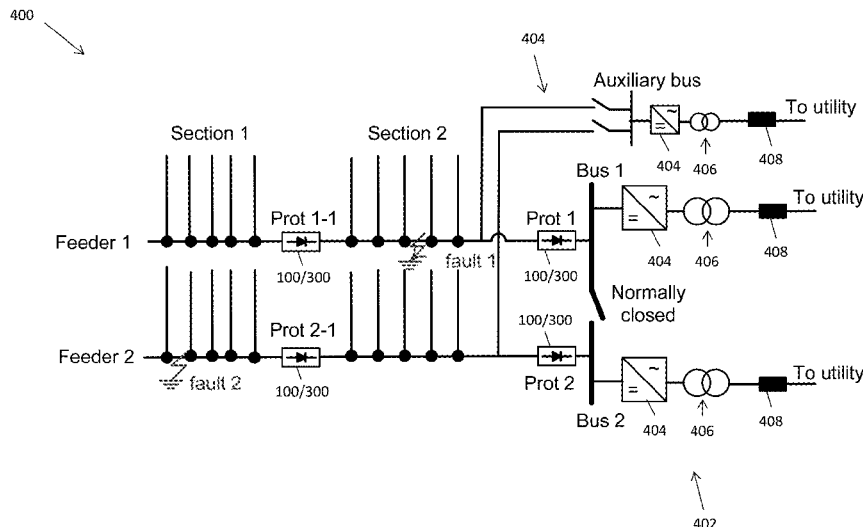 400
404
Auxiliary bus
To utility
404
406
408
Section 1
Section 2
Bus 1
To utility
404
406
408
Feeder 1
Prot 1-1
100/300
fault 1
Prot 1
100/300
Normally
closed
Feeder 2
fault 2
Prot 2-1
100/300
100/300
Prot 2
Bus 2
To utility
404
406
408
402